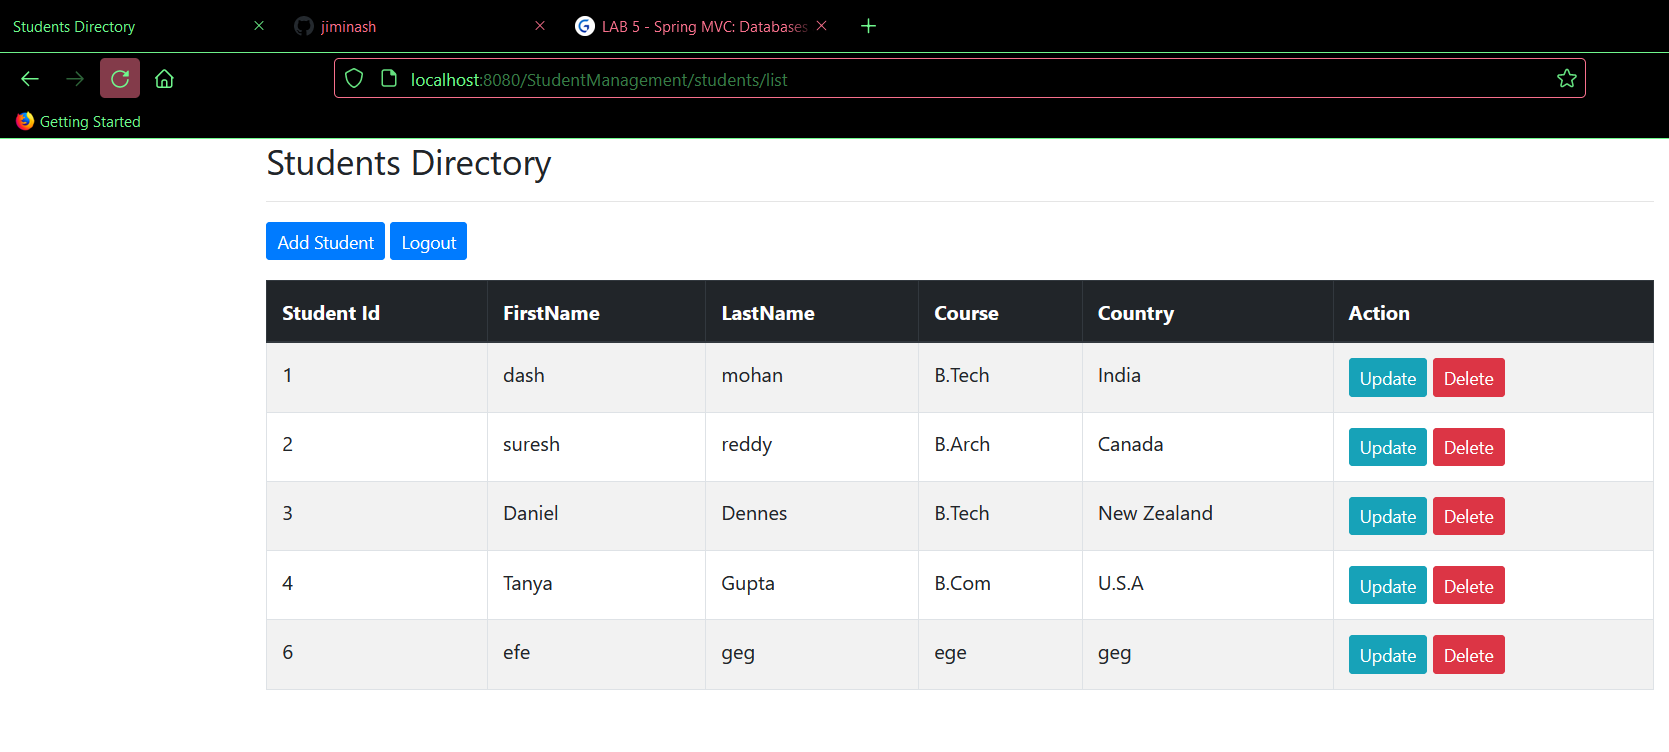 Students Directory
jiminash
LAB 5 - Spring MVC: Databases
localhost:8080/StudentManagement/students/list
Getting Started
Students Directory
Add Student Logout
Student Id FirstName LastName Course Country Action
1 dash mohan B.Tech India Update Delete
2 suresh reddy B.Arch Canada Update Delete
3 Daniel Dennes B.Tech New Zealand Update Delete
4 Tanya Gupta B.Com U.S.A Update Delete
6 efe geg ege geg Update Delete